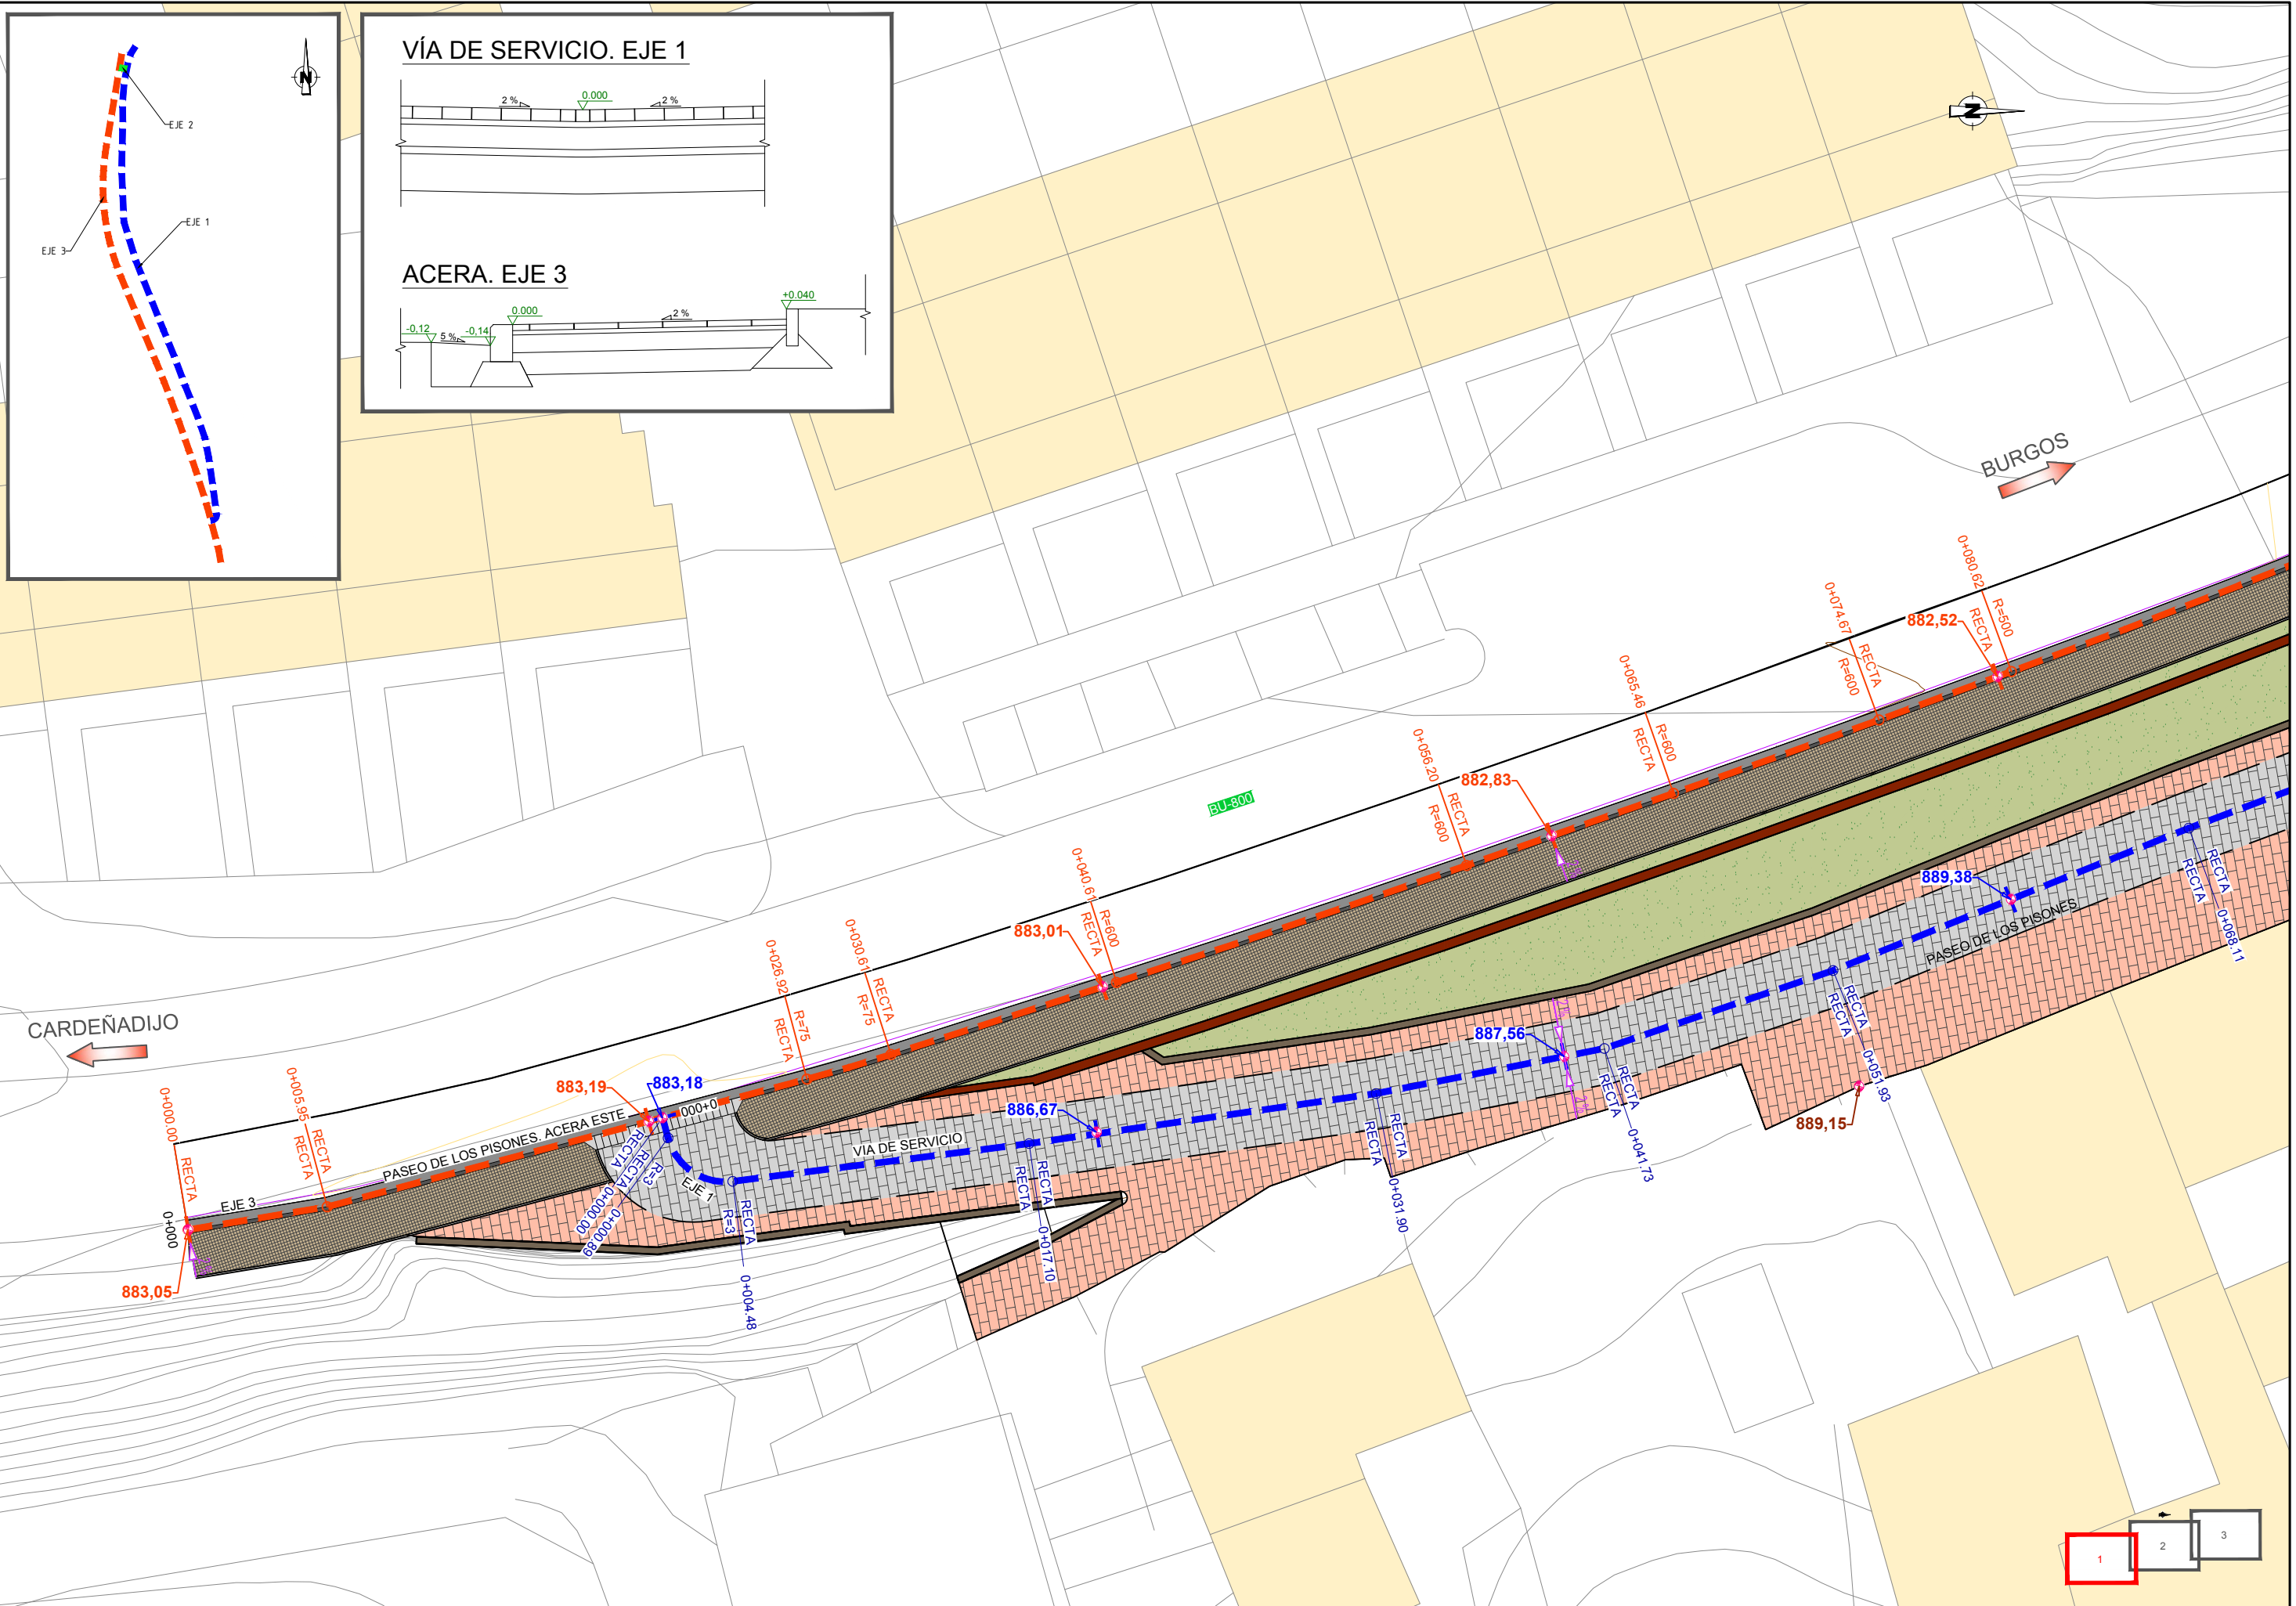 N
EJE 2
EJE 1
EJE 3
VÍA DE SERVICIO. EJE 1
2 %
0.000
2 %
ACERA. EJE 3
-0,12
5 %
-0,14
0.000
2 %
+0.040
N
BURGOS
CARDEÑADIJO
BU-800
0+000.00
RECTA
0+005.95
RECTA
RECTA
0+026.92
R=75
RECTA
0+030.61
RECTA
R=75
0+040.61
R=600
RECTA
0+056.20
RECTA
R=600
0+065.46
R=600
RECTA
0+074.67
RECTA
R=600
0+080.62
R=500
RECTA
882,52
882,83
883,01
883,19
883,05
883,18
886,67
887,56
889,38
889,15
EJE 3
0+000
PASEO DE LOS PISONES. ACERA ESTE
000+0
VIA DE SERVICIO
EJE 1
PASEO DE LOS PISONES
RECTA
RECTA
0+000.00
R=3
RECTA
0+000.89
RECTA
R=3
0+004.48
RECTA
RECTA
0+017.10
RECTA
RECTA
0+031.90
RECTA
RECTA
0+041.73
RECTA
RECTA
0+051.93
RECTA
RECTA
0+068.11
1
2
3